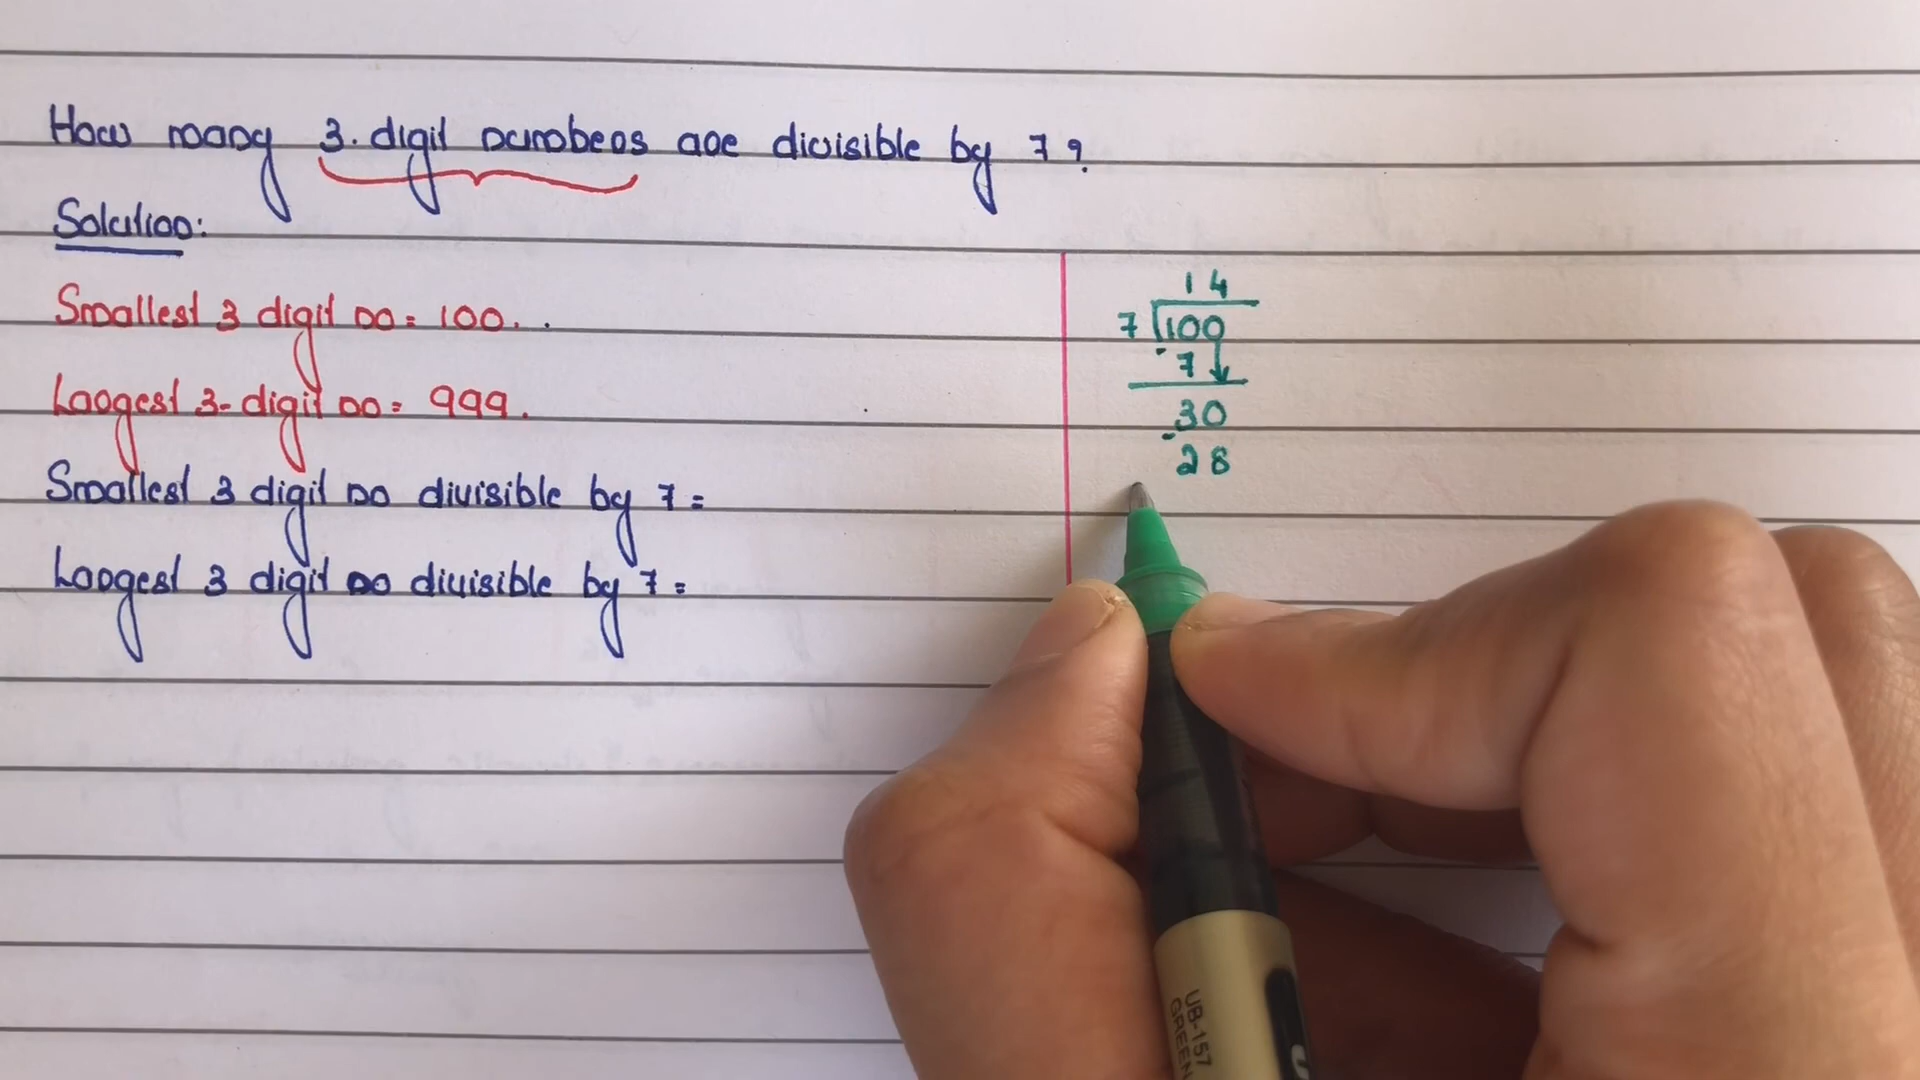 How many 3. digit numbers are divisible by 7?
Solution:
Smallest 3 digit no = 100.
Largest 3-digit no = 999.
Smallest 3 digit no divisible by 7 =
Largest 3 digit no divisible by 7 =
14
7 100
- 7
30
- 28
UB-157
GREEN